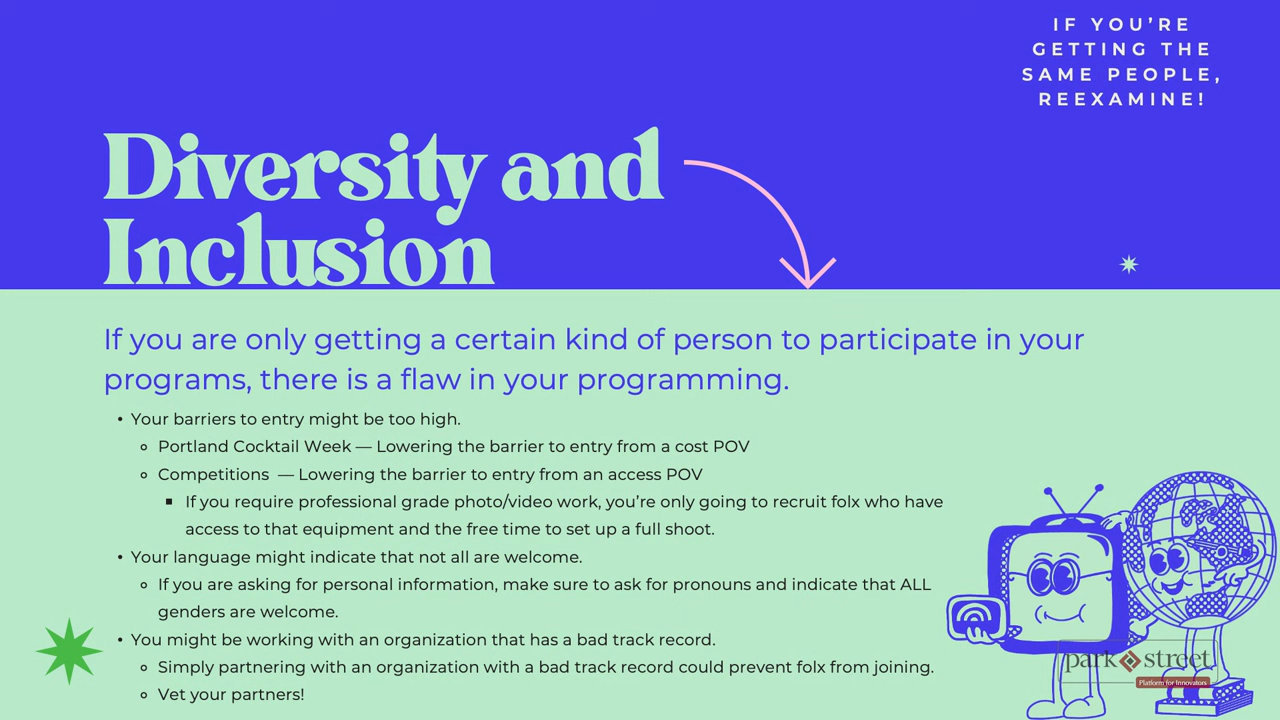 IF YOU’RE
GETTING THE
SAME PEOPLE,
REEXAMINE!
Diversity and
Inclusion
If you are only getting a certain kind of person to participate in your
programs, there is a flaw in your programming.
• Your barriers to entry might be too high.
◦ Portland Cocktail Week — Lowering the barrier to entry from a cost POV
◦ Competitions — Lowering the barrier to entry from an access POV
▪ If you require professional grade photo/video work, you’re only going to recruit folx who have
access to that equipment and the free time to set up a full shoot.
• Your language might indicate that not all are welcome.
◦ If you are asking for personal information, make sure to ask for pronouns and indicate that ALL
genders are welcome.
• You might be working with an organization that has a bad track record.
◦ Simply partnering with an organization with a bad track record could prevent folx from joining.
◦ Vet your partners!
park street
Platform for Innovators